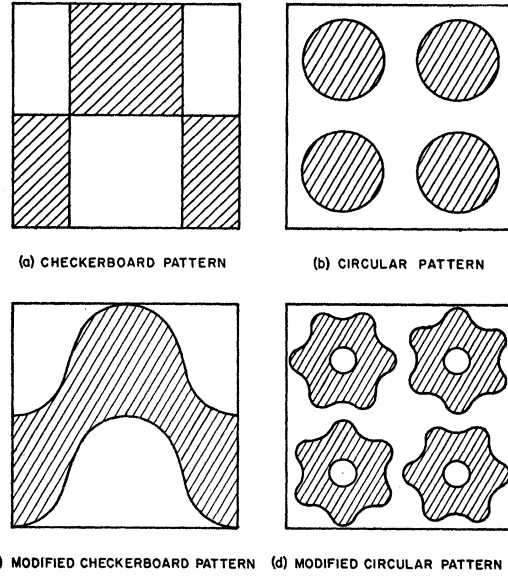 (a) CHECKERBOARD PATTERN
(b) CIRCULAR PATTERN
) MODIFIED CHECKERBOARD PATTERN
(d) MODIFIED CIRCULAR PATTERN